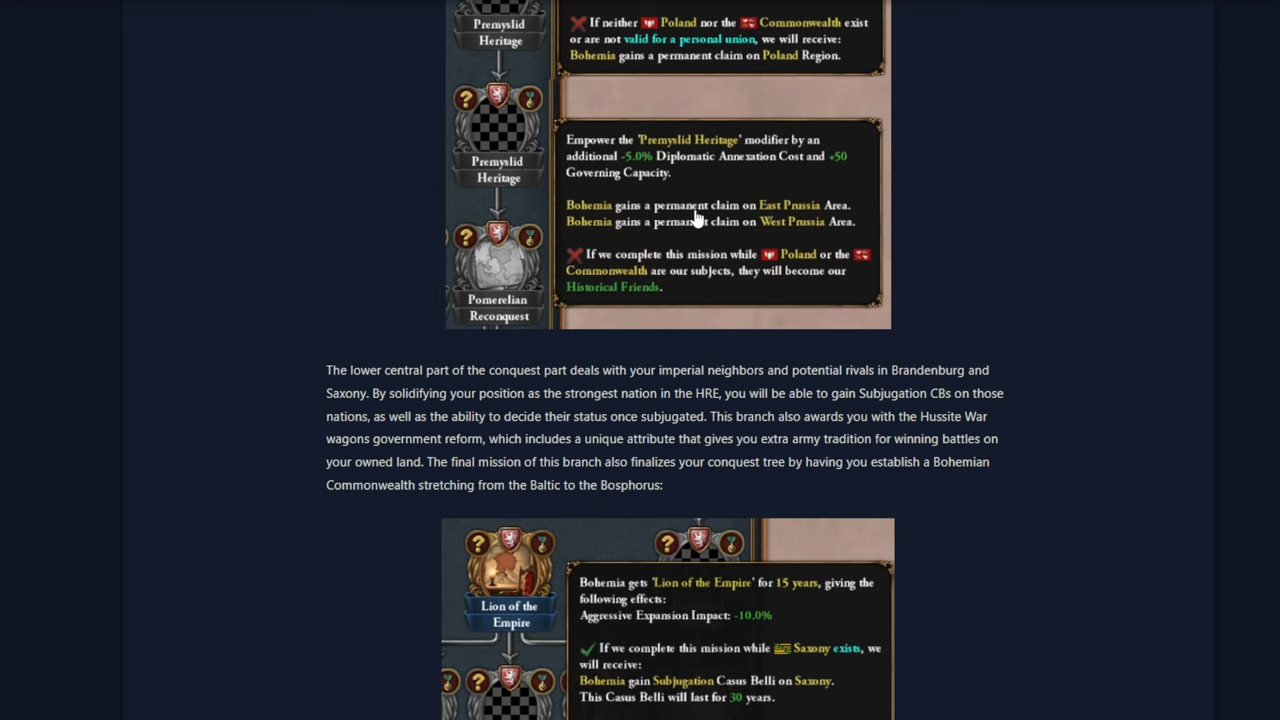 Premyslid
Heritage
If neither Poland nor the Commonwealth exist
or are not valid for a personal union, we will receive:
Bohemia gains a permanent claim on Poland Region.
?
Premyslid
Heritage
Empower the 'Premyslid Heritage' modifier by an
additional -5.0% Diplomatic Annexation Cost and +50
Governing Capacity.
Bohemia gains a permanent claim on East Prussia Area.
Bohemia gains a permanent claim on West Prussia Area.
If we complete this mission while Poland or the
Commonwealth are our subjects, they will become our
Historical Friends.
?
Pomerelian
Reconquest
The lower central part of the conquest part deals with your imperial neighbors and potential rivals in Brandenburg and
Saxony. By solidifying your position as the strongest nation in the HRE, you will be able to gain Subjugation CBs on those
nations, as well as the ability to decide their status once subjugated. This branch also awards you with the Hussite War
wagons government reform, which includes a unique attribute that gives you extra army tradition for winning battles on
your owned land. The final mission of this branch also finalizes your conquest tree by having you establish a Bohemian
Commonwealth stretching from the Baltic to the Bosphorus:
?
?
Lion of the
Empire
Bohemia gets 'Lion of the Empire' for 15 years, giving the
following effects:
Aggressive Expansion Impact: -10.0%
If we complete this mission while Saxony exists, we
will receive:
Bohemia gain Subjugation Casus Belli on Saxony.
This Casus Belli will last for 30 years.
?